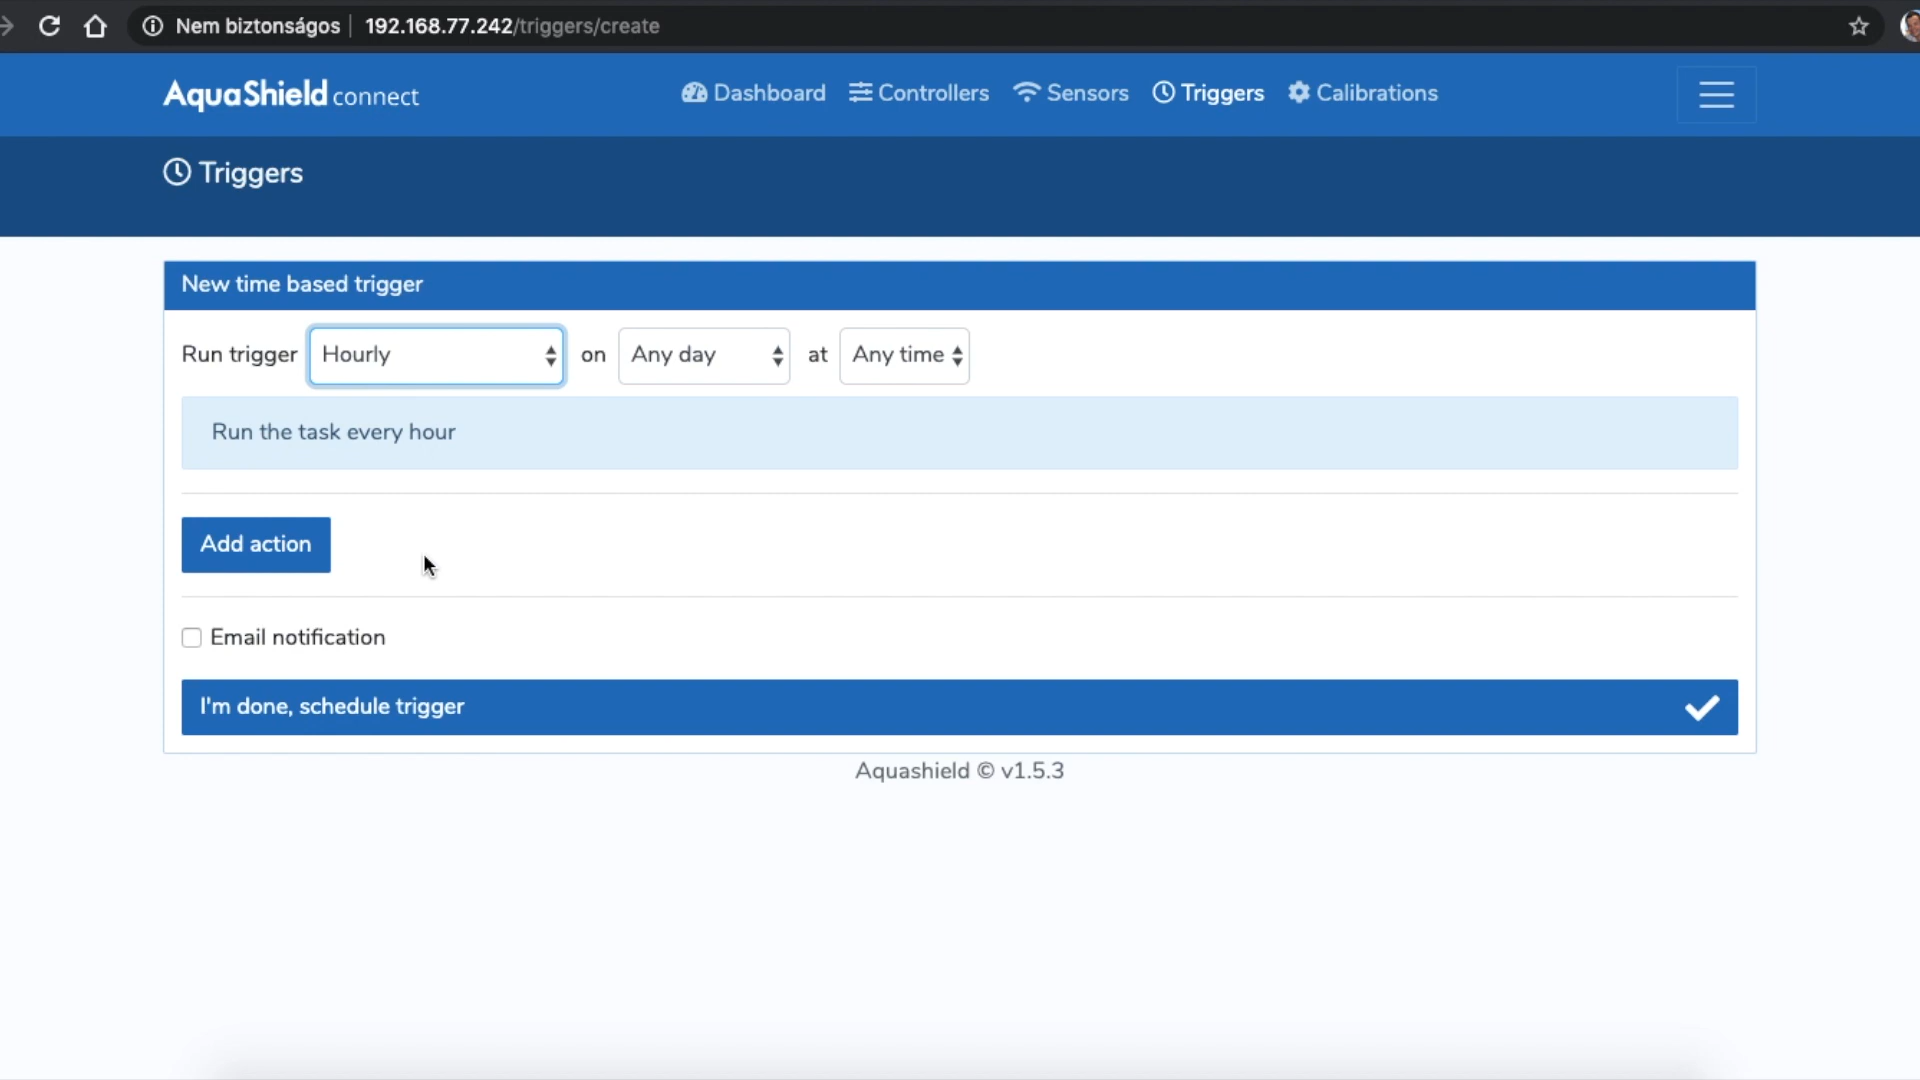 Nem biztonságos | 192.168.77.242/triggers/create
AquaShield connect
Dashboard Controllers Sensors Triggers Calibrations
Triggers
New time based trigger
Run trigger Hourly on Any day at Any time
Run the task every hour
Add action
Email notification
I'm done, schedule trigger
Aquashield © v1.5.3